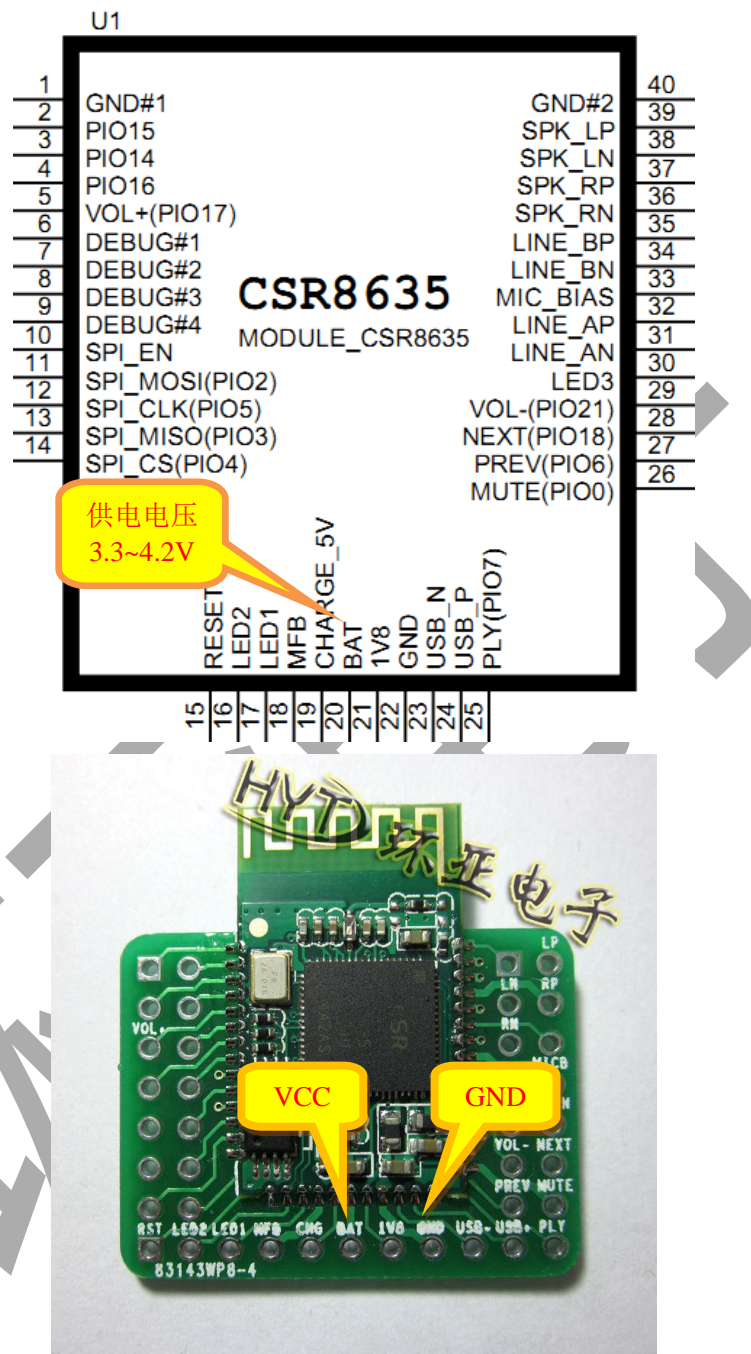 U1
1
GND#1
2
PIO15
3
PIO14
4
PIO16
5
VOL+(PIO17)
6
DEBUG#1
7
DEBUG#2
8
DEBUG#3
9
DEBUG#4
10
SPI_EN
11
SPI_MOSI(PIO2)
12
SPI_CLK(PIO5)
13
SPI_MISO(PIO3)
14
SPI_CS(PIO4)
CSR8635
MODULE_CSR8635
40
GND#2
39
SPK_LP
38
SPK_LN
37
SPK_RP
36
SPK_RN
35
LINE_BP
34
LINE_BN
33
MIC_BIAS
32
LINE_AP
31
LINE_AN
30
LED3
29
VOL-(PIO21)
28
NEXT(PIO18)
27
PREV(PIO6)
26
MUTE(PIO0)
供电电压
3.3~4.2V
RESET
LED2
LED1
MFB
CHARGE_5V
BAT
1V8
GND
USB_N
USB_P
PLY(PIO7)
15
16
17
18
19
20
21
22
23
24
25
HYT 环亚电子
LP
LN RP
RN
VOL+
MICB
CSR
VCC
GND
VOL- NEXT
PREV MUTE
RST LED2 LED1 MFB CHG BAT 1V8 GND USB- USB+ PLY
83143WP8-4